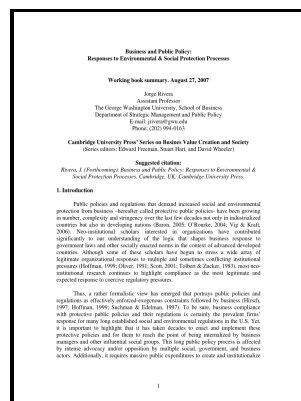 Business and Public Policy:
Responses to Environmental & Social Protection Processes
Working book summary. August 27, 2007
Jorge Rivera
Assistant Professor
The George Washington University, School of Business
Department of Strategic Management and Public Policy
E-mail: jrivera@gwu.edu
Phone: (202) 994-0163
Cambridge University Press' Series on Busines Value Creation and Society
(Series editors: Edward Freeman, Stuart Hart, and David Wheeler)
Suggested citation:
Rivera, J. (Forthcoming). Business and Public Policy: Responses to Environmental &
Social Protection Processes, Cambridge, UK: Cambridge University Press.
1. Introduction
Public policies and regulations that demand increased social and environmental
protection from business –hereafter called protective public policies- have been growing
in number, complexity and stringency over the last few decades not only in industrialized
countries but also in developing nations (Baron, 2005; O'Rourke, 2004; Vig & Kraft,
2006). Neo-institutional scholars interested in organizations have contributed
significantly to our understanding of the logic that shapes business response to
government laws and other socially enacted norms in the context of advanced developed
countries. Although some of these scholars have begun to stress a wide array of
legitimate organizational responses to multiple and sometimes conflicting institutional
pressures (Hoffman, 1999; Oliver, 1991; Scott, 2001; Tolbert & Zucker, 1983), most neo-
institutional research continues to highlight compliance as the most legitimate and
expected response to coercive regulatory pressures.
Thus, a rather formalistic view has emerged that portrays public policies and
regulations as effectively enforced-exogenous constraints followed by business (Hirsch,
1997; Hoffman, 1999; Suchman & Edelman, 1997). To be sure, business compliance
with protective public policies and their regulations is certainly the prevalent firms'
response for many long established social and environmental regulations in the U.S. Yet,
it is important to highlight that it has taken decades to enact and implement these
protective policies and for them to reach the point of being internalized by business
managers and other influential social groups. This long public policy process is affected
by intense advocacy and/or opposition by multiple social, government, and business
actors. Additionally, it requires massive public expenditures to create and institutionalize
1